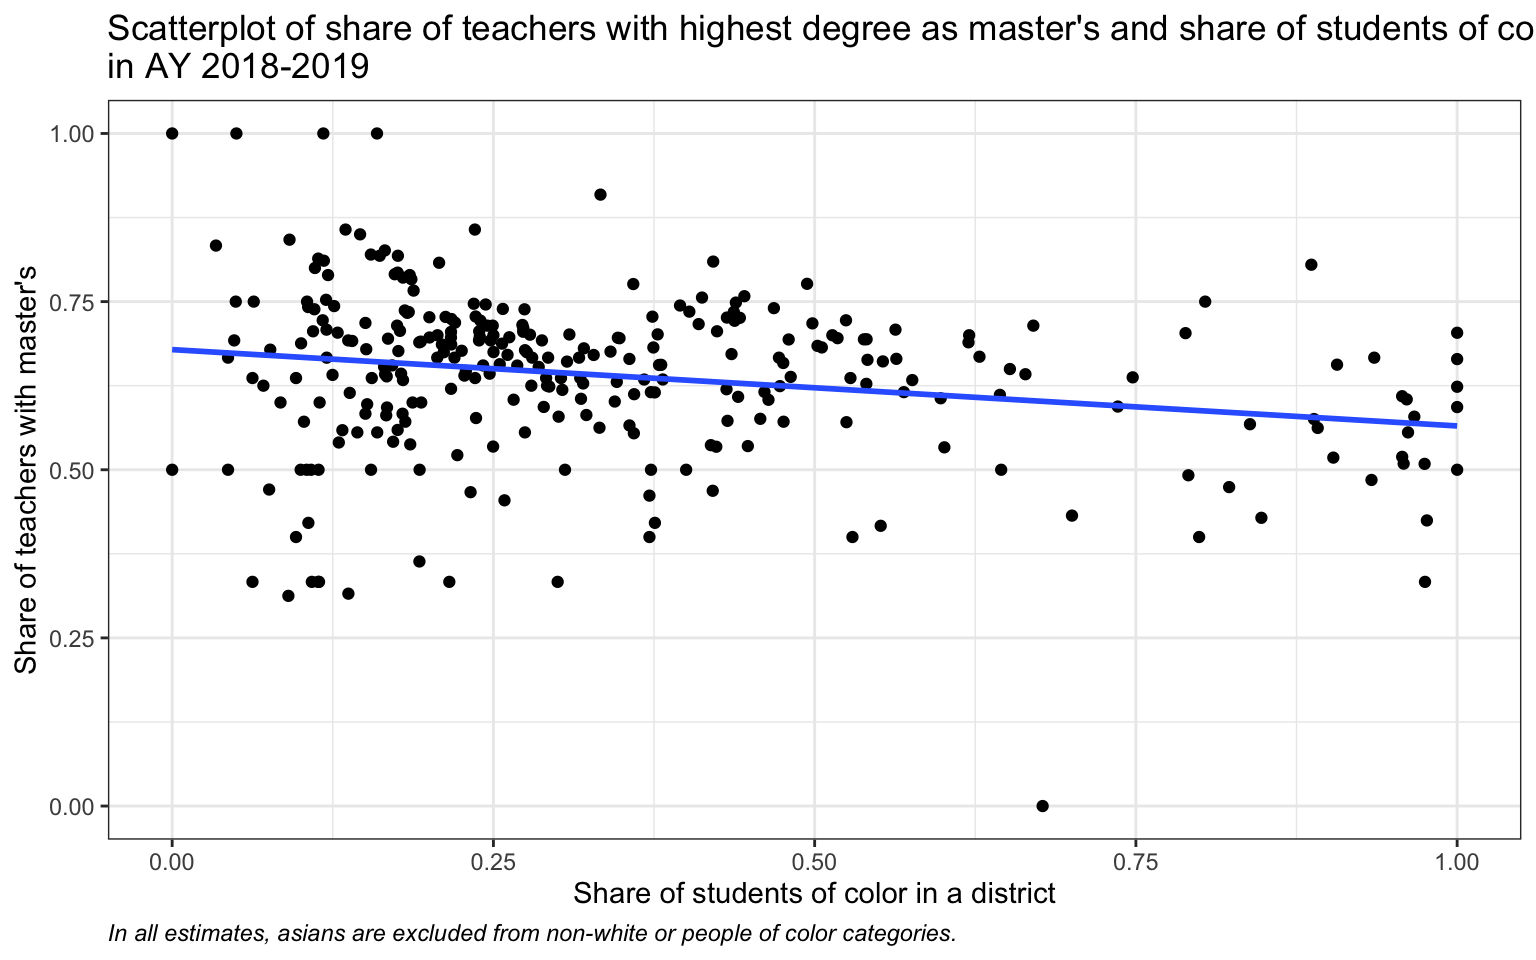 Scatterplot of share of teachers with highest degree as master's and share of students of co
in AY 2018-2019
Share of teachers with master's
1.00
0.75
0.50
0.25
0.00
0.00 0.25 0.50 0.75 1.00
Share of students of color in a district
In all estimates, asians are excluded from non-white or people of color categories.